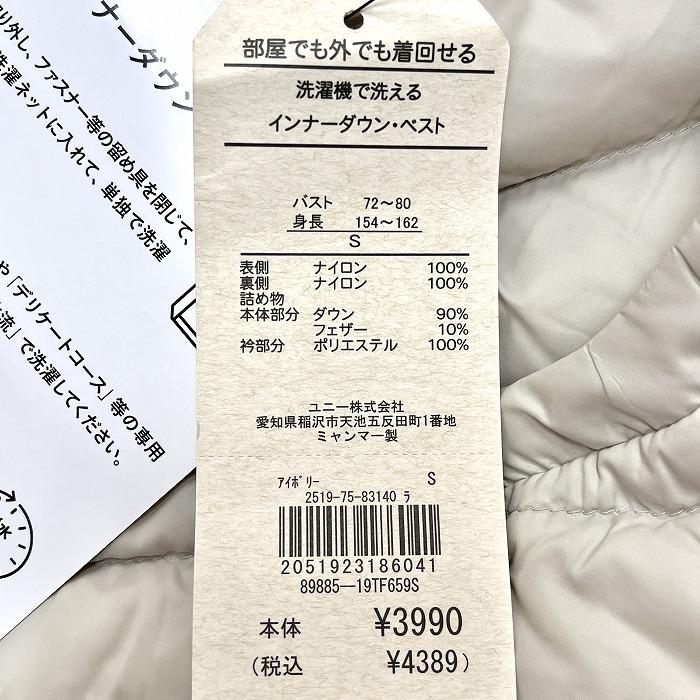 部屋でも外でも着回せる
洗濯機で洗える
インナーダウン・ベスト
バスト 72～80
身長 154～162
S
表側 ナイロン 100%
裏側 ナイロン 100%
詰め物
本体部分 ダウン 90%
フェザー 10%
衿部分 ポリエステル 100%
ユニー株式会社
愛知県稲沢市天池五反田町1番地
ミャンマー製
ｱｲﾎﾞﾘｰ S
2519-75-83140 ラ
2051923186041
89885--19TF659S
本体 ¥3990
(税込 ¥4389)
ナーダウン
り外し、ファスナー等の留め具を閉じて、
洗濯ネットに入れて、単独で洗濯
や「デリケートコース」等の専用
流」で洗濯してください。
水